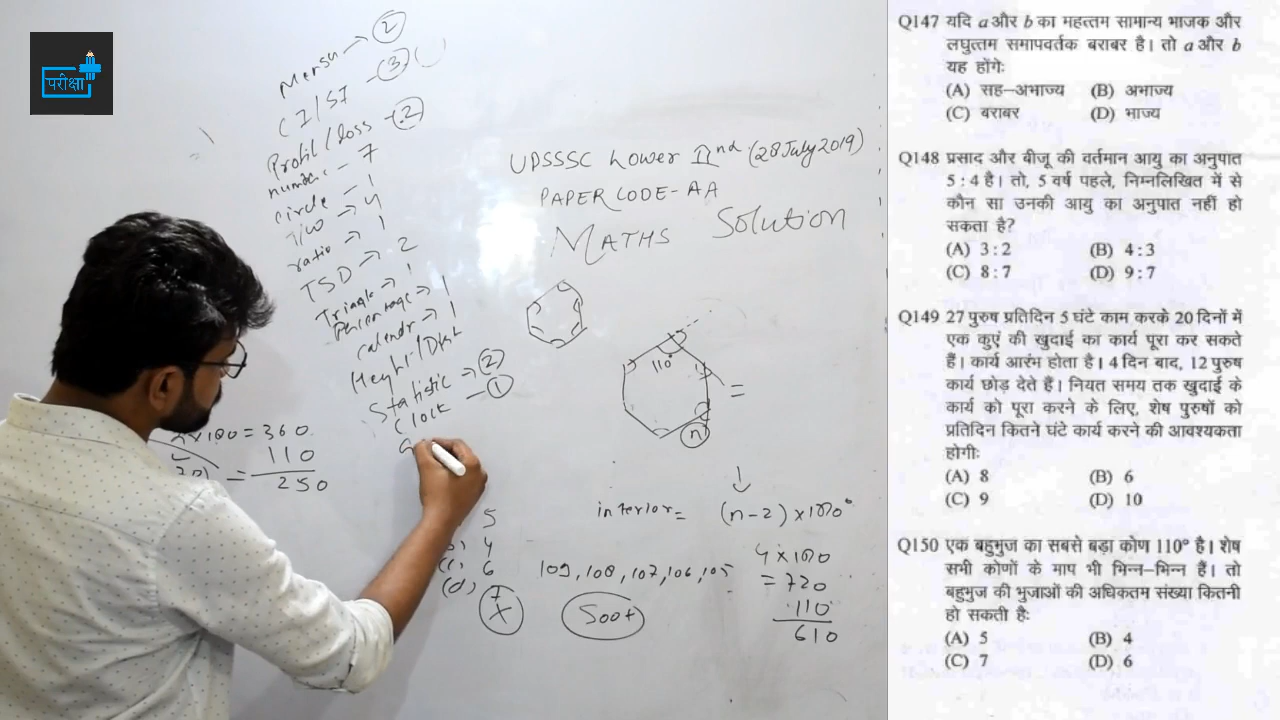 परीक्षा
Mensu → 2
CI/SI - 3
Profit/loss - 2
number - 7
circle - 1
T/W → 4
ratio → 1
TSD → 2
Triangle → 1
Percentage → 1
Calendr → 1
Height/Dist
Statistic - 2
Clock - 1
UPSSSC Lower IInd (28 July 2019)
PAPER CODE - AA
MATHS Solution
110°
=
n
× 180 = 360
110
= 250
interior = (n-2) × 180°
4 × 180
= 720
110
610
5
4
(c), 6
(d), 7
109, 108, 107, 106, 105
500+
Q147 यदि a और b का महत्तम सामान्य भाजक और
लघुत्तम समापवर्तक बराबर है। तो a और b
यह होंगेः
(A) सह–अभाज्य (B) अभाज्य
(C) बराबर (D) भाज्य
Q148 प्रसाद और बीजू की वर्तमान आयु का अनुपात
5 : 4 है। तो, 5 वर्ष पहले, निम्नलिखित में से
कौन सा उनकी आयु का अनुपात नहीं हो
सकता है?
(A) 3 : 2 (B) 4 : 3
(C) 8 : 7 (D) 9 : 7
Q149 27 पुरुष प्रतिदिन 5 घंटे काम करके 20 दिनों में
एक कुएं की खुदाई का कार्य पूरा कर सकते
हैं। कार्य आरंभ होता है। 4 दिन बाद, 12 पुरुष
कार्य छोड़ देते हैं। नियत समय तक खुदाई के
कार्य को पूरा करने के लिए, शेष पुरुषों को
प्रतिदिन कितने घंटे कार्य करने की आवश्यकता
होगीः
(A) 8 (B) 6
(C) 9 (D) 10
Q150 एक बहुभुज का सबसे बड़ा कोण 110° है। शेष
सभी कोणों के माप भी भिन्न–भिन्न हैं। तो
बहुभुज की भुजाओं की अधिकतम संख्या कितनी
हो सकती हैः
(A) 5 (B) 4
(C) 7 (D) 6